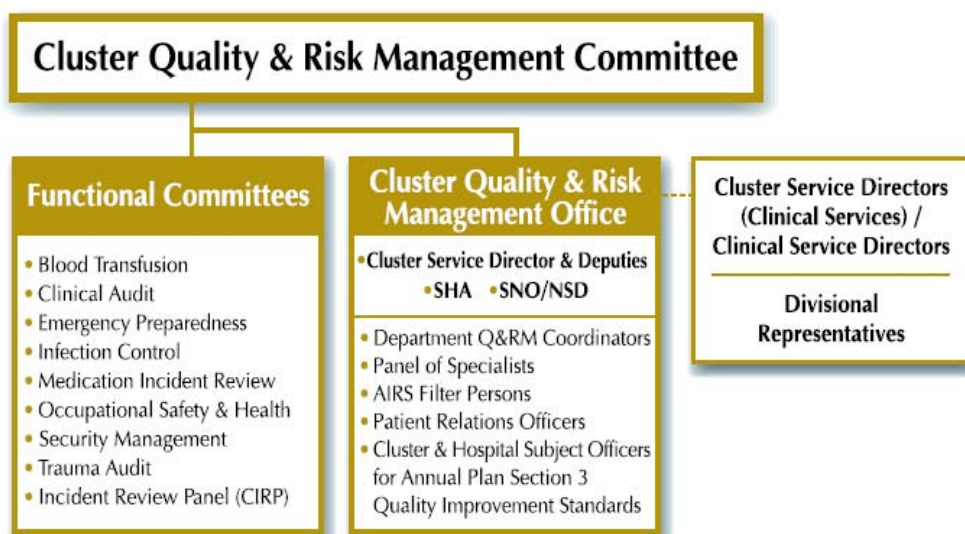 Cluster Quality & Risk Management Committee
Functional Committees
• Blood Transfusion
• Clinical Audit
• Emergency Preparedness
• Infection Control
• Medication Incident Review
• Occupational Safety & Health
• Security Management
• Trauma Audit
• Incident Review Panel (CIRP)
Cluster Quality & Risk
Management Office
•Cluster Service Director & Deputies
•SHA •SNO/NSD
• Department Q&RM Coordinators
• Panel of Specialists
• AIRS Filter Persons
• Patient Relations Officers
• Cluster & Hospital Subject Officers
for Annual Plan Section 3
Quality Improvement Standards
Cluster Service Directors
(Clinical Services) /
Clinical Service Directors
Divisional
Representatives